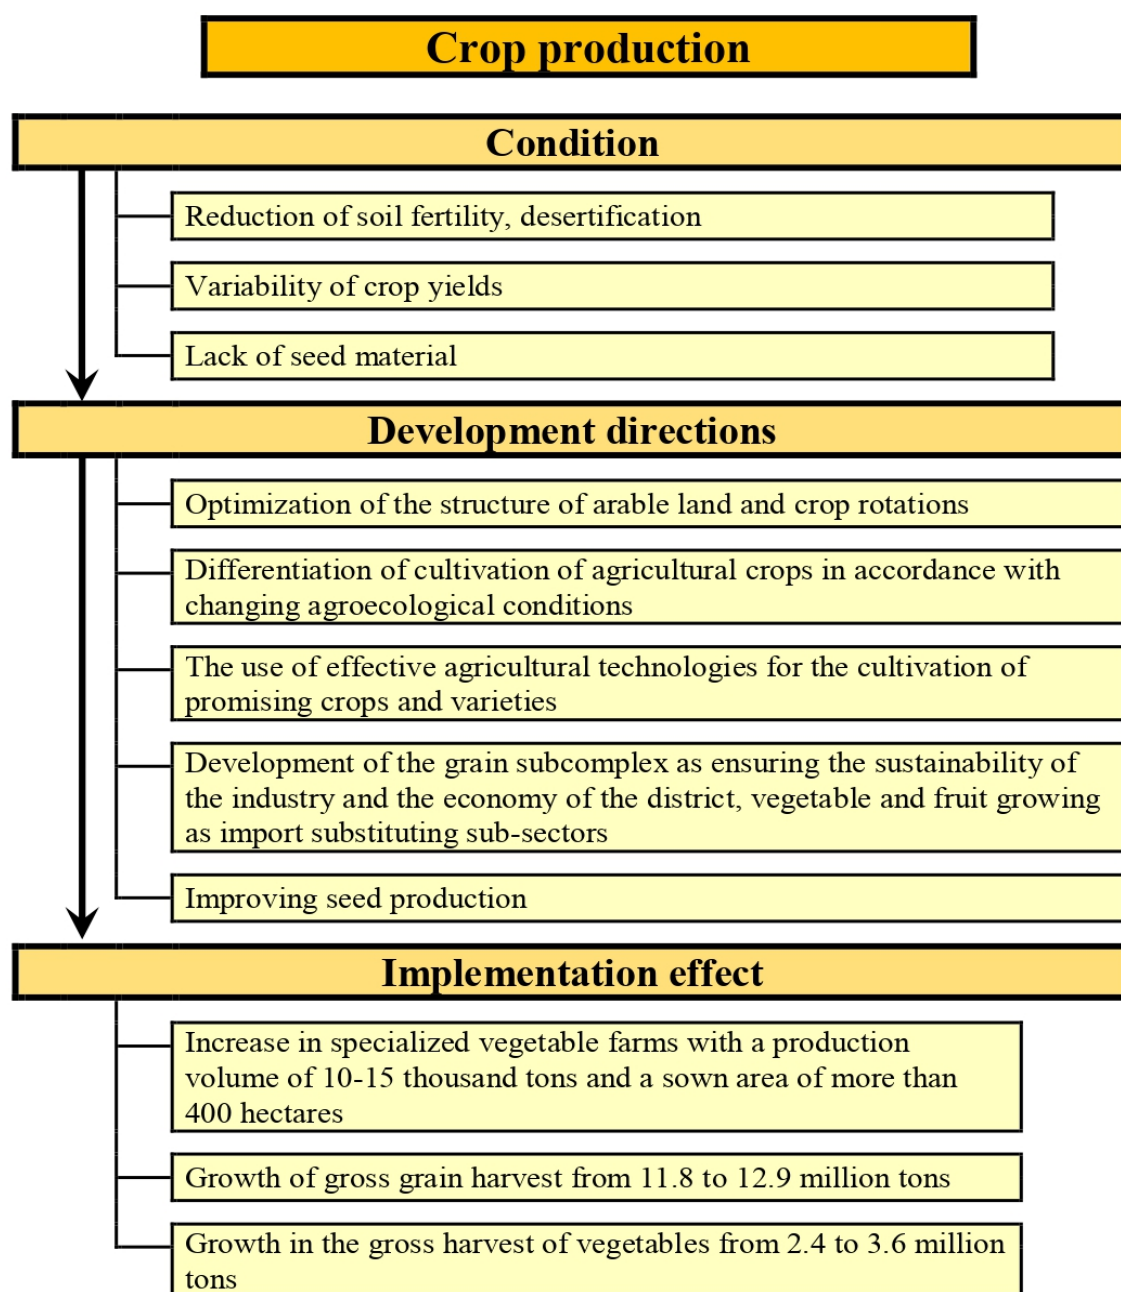 Crop production
Condition
Reduction of soil fertility, desertification
Variability of crop yields
Lack of seed material
Development directions
Optimization of the structure of arable land and crop rotations
Differentiation of cultivation of agricultural crops in accordance with
changing agroecological conditions
The use of effective agricultural technologies for the cultivation of
promising crops and varieties
Development of the grain subcomplex as ensuring the sustainability of
the industry and the economy of the district, vegetable and fruit growing
as import substituting sub-sectors
Improving seed production
Implementation effect
Increase in specialized vegetable farms with a production
volume of 10-15 thousand tons and a sown area of more than
400 hectares
Growth of gross grain harvest from 11.8 to 12.9 million tons
Growth in the gross harvest of vegetables from 2.4 to 3.6 million
tons